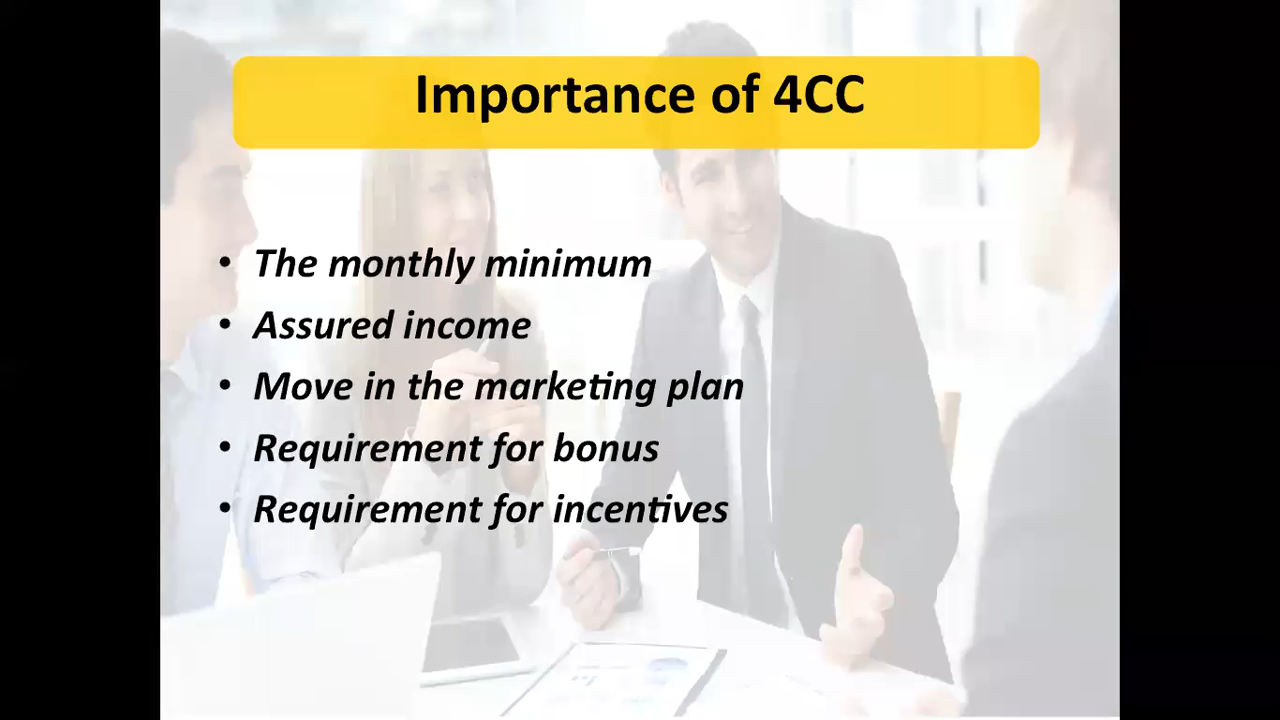 Importance of 4CC
• The monthly minimum
• Assured income
• Move in the marketing plan
• Requirement for bonus
• Requirement for incentives